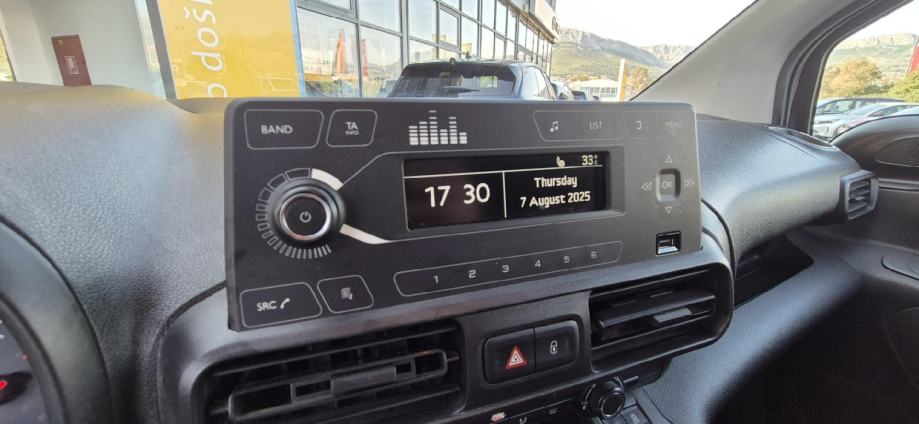 o došl
BAND
TA
INFO
LIST
MENU
33°C
17 30
Thursday
7 August 2025
OK
1 2 3 4 5 6
SRC